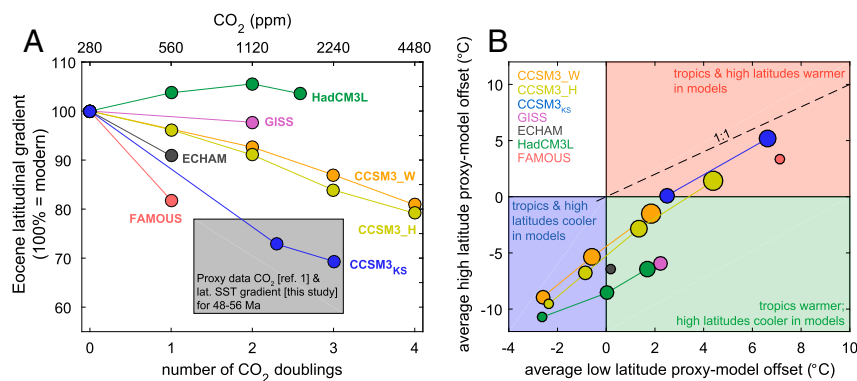 A
CO2 (ppm)
280 560 1120 2240 4480
Eocene latitudinal gradient
(100% = modern)
110
100
90
80
70
60
HadCM3L
GISS
ECHAM
CCSM3_W
FAMOUS
CCSM3_H
CCSM3KS
Proxy data CO2 [ref. 1] &
lat. SST gradient [this study]
for 48-56 Ma
0 1 2 3 4
number of CO2 doublings
B
average high latitude proxy-model offset (°C)
10
5
0
-5
-10
CCSM3_W
CCSM3_H
CCSM3KS
GISS
ECHAM
HadCM3L
FAMOUS
tropics & high latitudes warmer
in models
1:1
tropics & high
latitudes cooler
in models
tropics warmer;
high latitudes cooler in models
-4 -2 0 2 4 6 8 10
average low latitude proxy-model offset (°C)